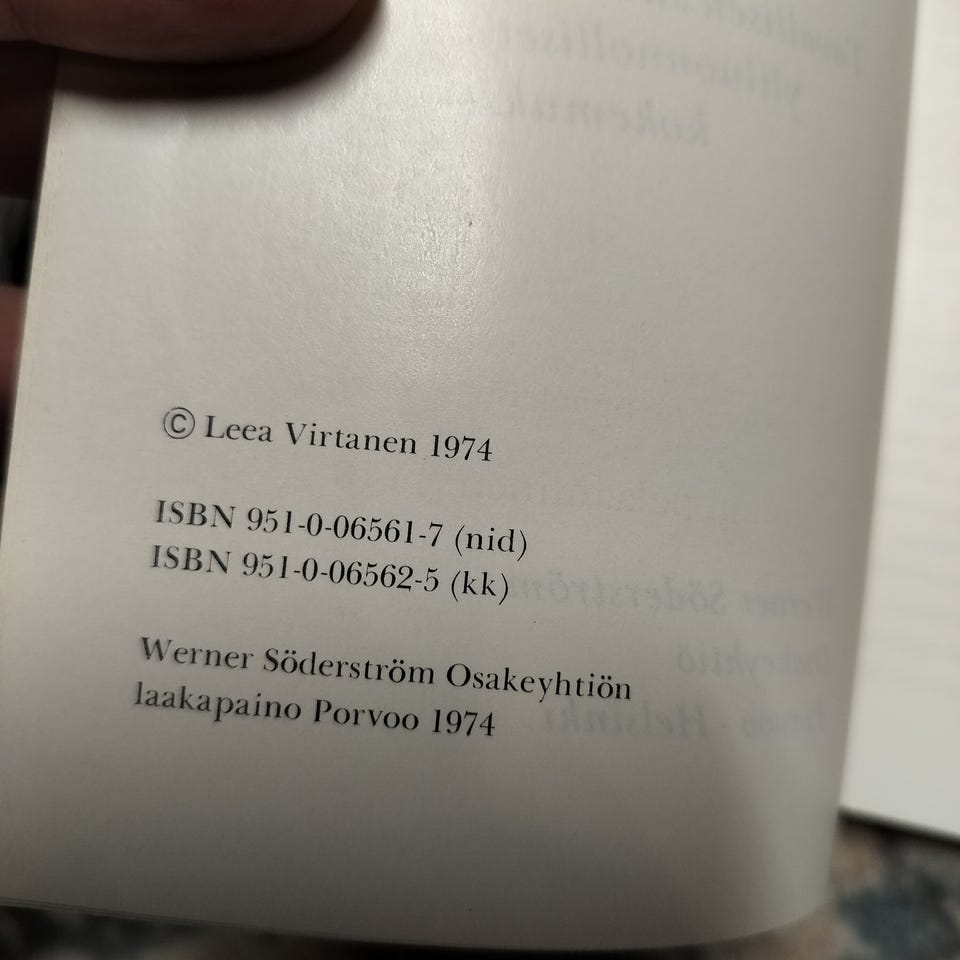 © Leea Virtanen 1974
ISBN 951-0-06561-7 (nid)
ISBN 951-0-06562-5 (kk)
Werner Söderström Osakeyhtiön
laakapaino Porvoo 1974